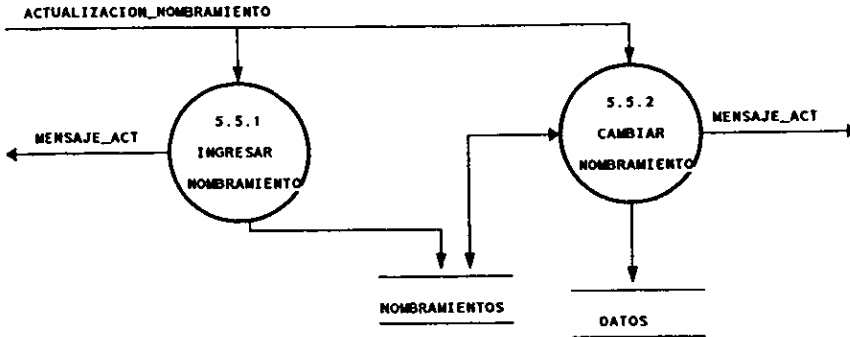 ACTUALIZACION_NOMBRAMIENTO
MENSAJE_ACT
5.5.1
INGRESAR
NOMBRAMIENTO
5.5.2
CAMBIAR
NOMBRAMIENTO
MENSAJE_ACT
NOMBRAMIENTOS
DATOS